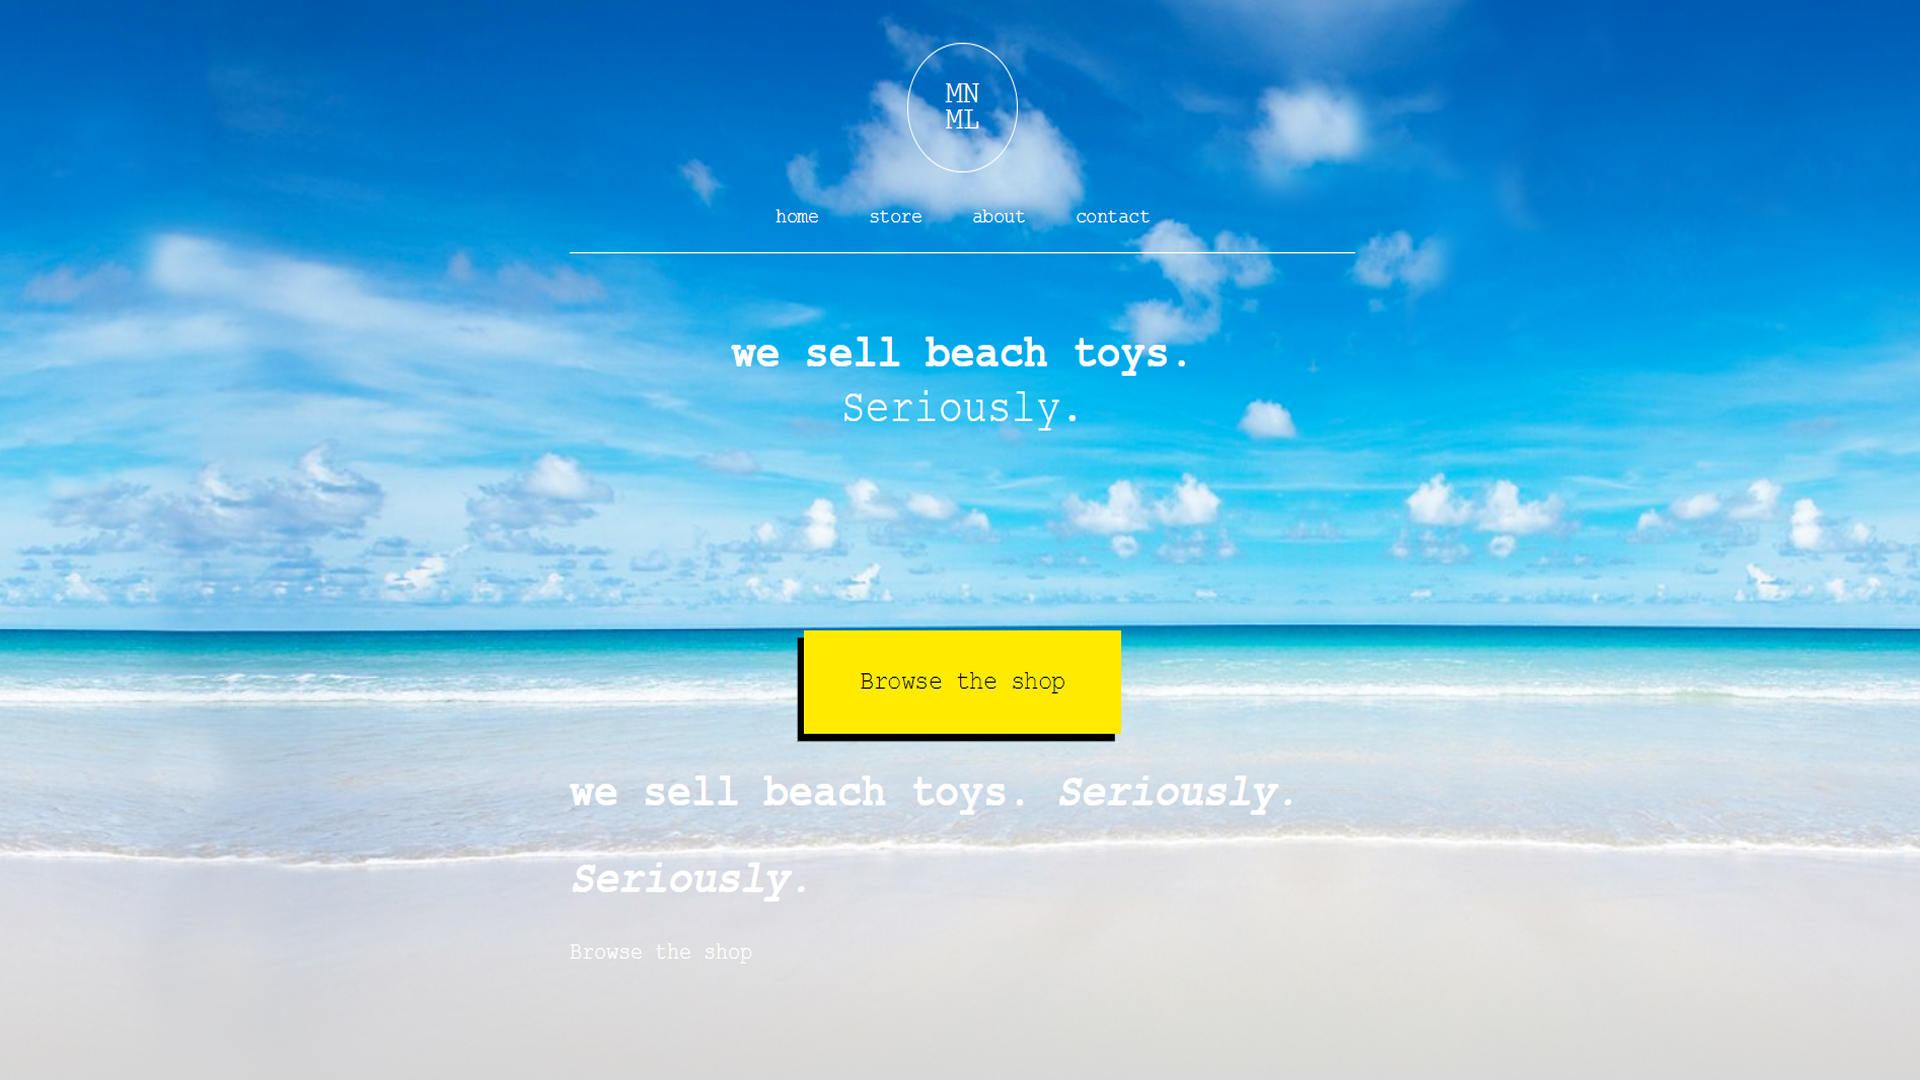 MN
ML
home store about contact
we sell beach toys.
Seriously.
Browse the shop
we sell beach toys. Seriously.
Seriously.
Browse the shop